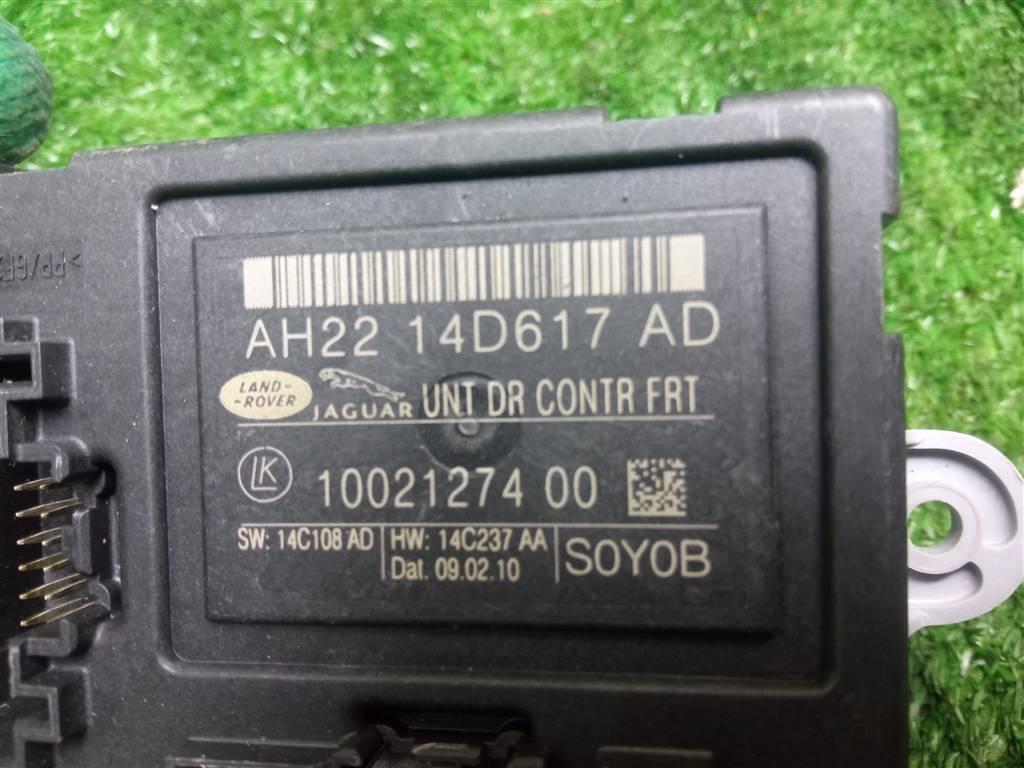 AH22 14D617 AD
LAND-
-ROVER
JAGUAR UNT DR CONTR FRT
LK 10021274 00
SW: 14C108 AD HW: 14C237 AA
Dat. 09.02.10
S0Y0B